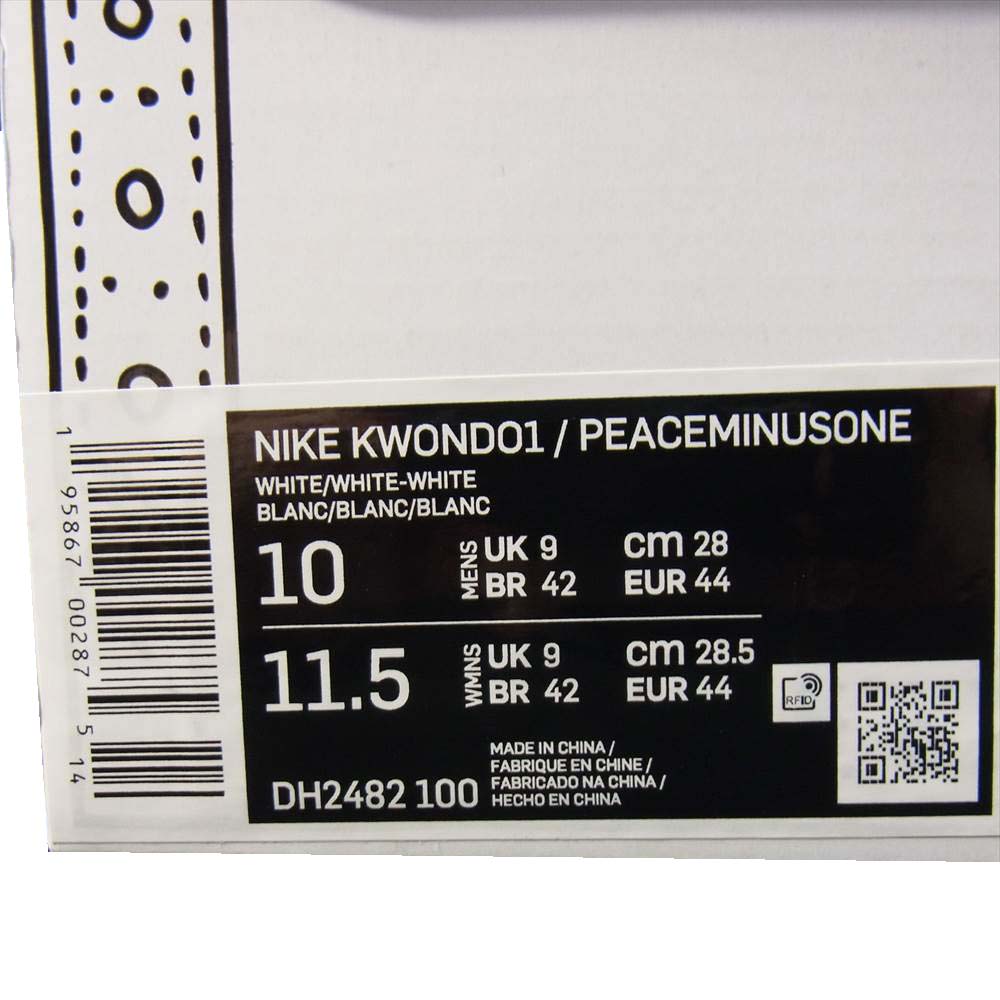 NIKE KWONDO1 / PEACEMINUSONE
WHITE/WHITE-WHITE
BLANC/BLANC/BLANC
10 MENS UK 9 cm 28
BR 42 EUR 44
11.5 WMNS UK 9 cm 28.5
BR 42 EUR 44
RFID
MADE IN CHINA /
FABRIQUE EN CHINE /
FABRICADO NA CHINA /
HECHO EN CHINA
DH2482 100
1 95867 00287 5 14